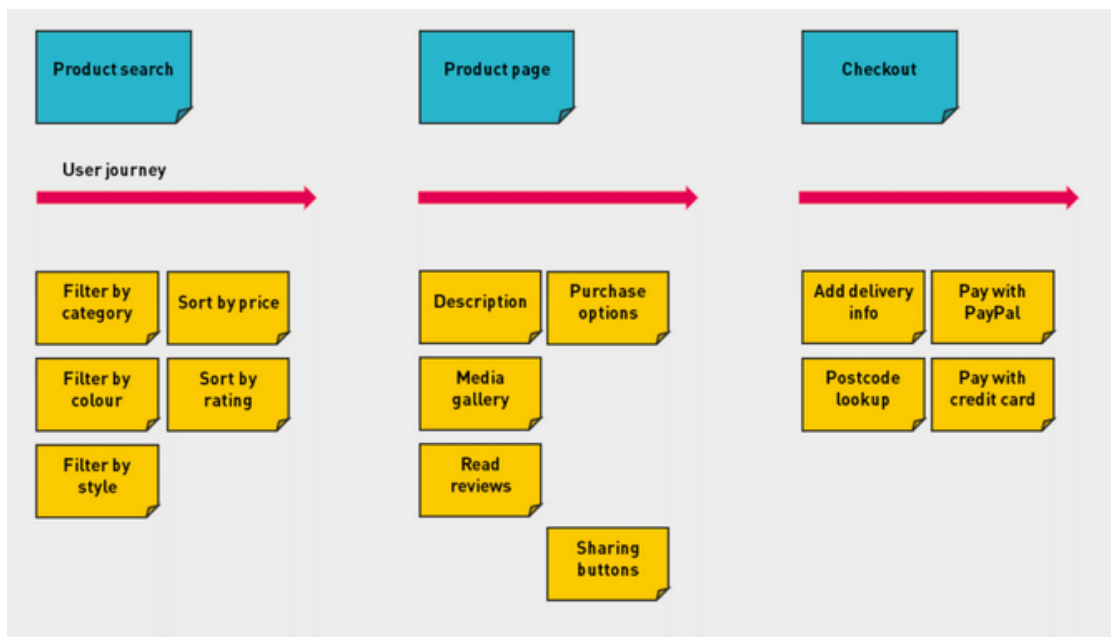 Product search
Product page
Checkout
User journey
Filter by
category
Sort by price
Filter by
colour
Sort by
rating
Filter by
style
Description
Purchase
options
Media
gallery
Read
reviews
Sharing
buttons
Add delivery
info
Pay with
PayPal
Postcode
lookup
Pay with
credit card